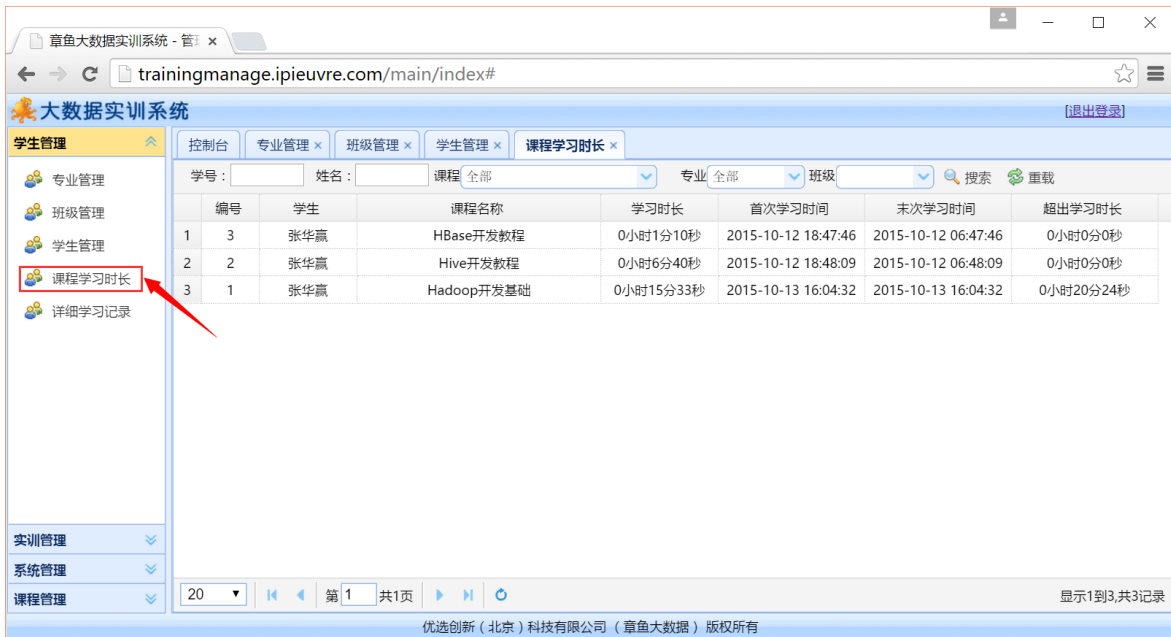 章鱼大数据实训系统 - 管
trainingmanage.ipieuvre.com/main/index#
大数据实训系统 [退出登录]
学生管理
专业管理
班级管理
学生管理
课程学习时长
详细学习记录
实训管理
系统管理
课程管理
控制台 专业管理 班级管理 学生管理 课程学习时长
学号： 姓名： 课程 全部 专业 全部 班级 搜索 重载
编号 学生 课程名称 学习时长 首次学习时间 末次学习时间 超出学习时长
1 3 张华赢 HBase开发教程 0小时1分10秒 2015-10-12 18:47:46 2015-10-12 06:47:46 0小时0分0秒
2 2 张华赢 Hive开发教程 0小时6分40秒 2015-10-12 18:48:09 2015-10-12 06:48:09 0小时0分0秒
3 1 张华赢 Hadoop开发基础 0小时15分33秒 2015-10-13 16:04:32 2015-10-13 16:04:32 0小时20分24秒
20 第 1 共1页 显示1到3,共3记录
优选创新（北京）科技有限公司 （章鱼大数据） 版权所有